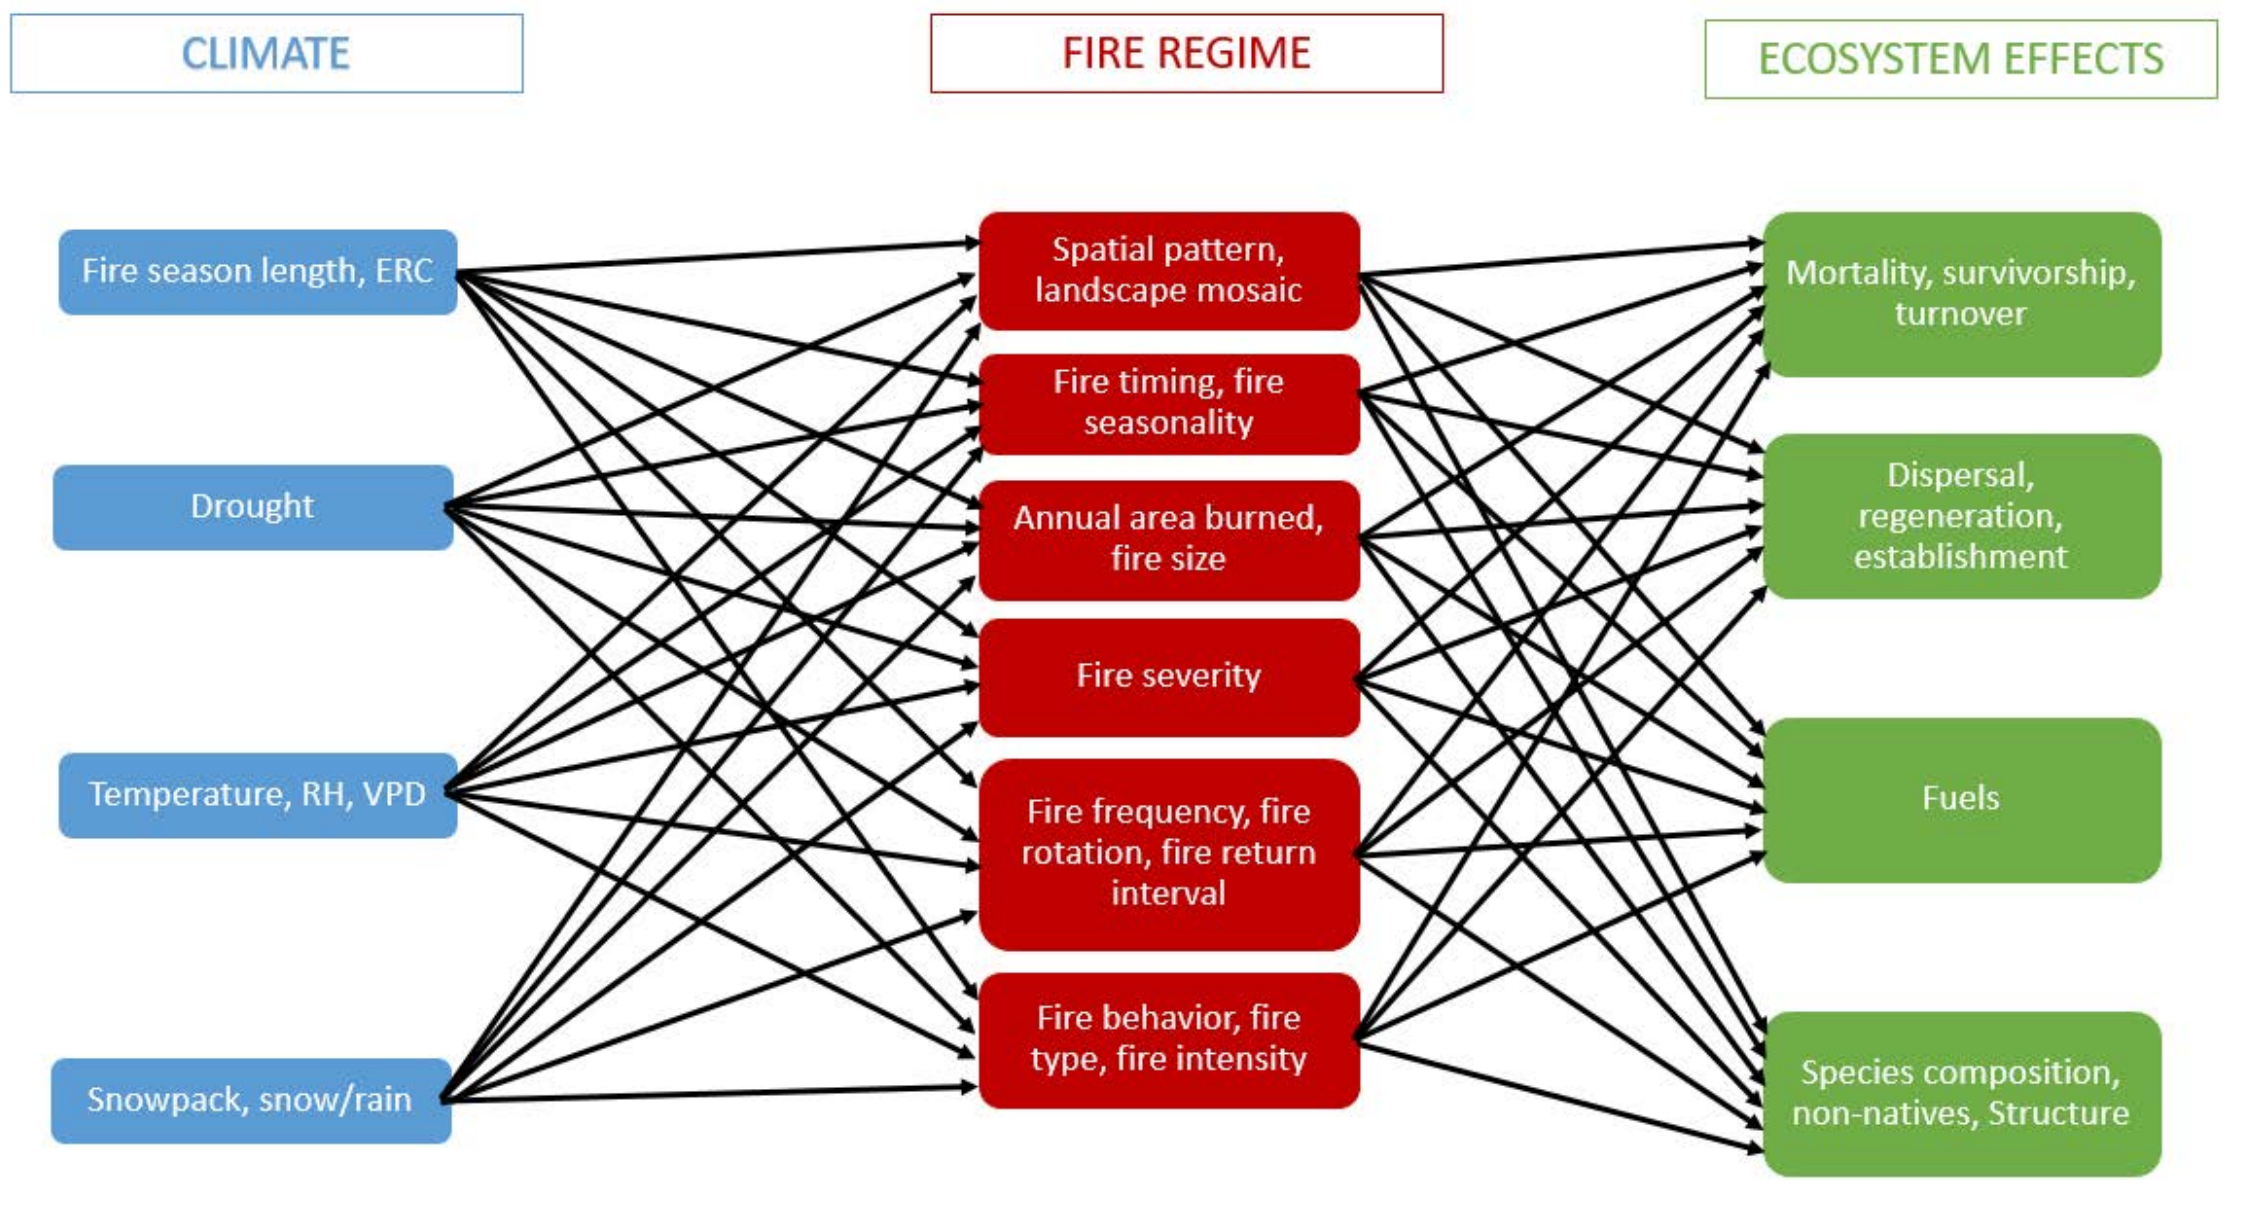 CLIMATE
FIRE REGIME
ECOSYSTEM EFFECTS
Fire season length, ERC
Drought
Temperature, RH, VPD
Snowpack, snow/rain
Spatial pattern,
landscape mosaic
Fire timing, fire
seasonality
Annual area burned,
fire size
Fire severity
Fire frequency, fire
rotation, fire return
interval
Fire behavior, fire
type, fire intensity
Mortality, survivorship,
turnover
Dispersal,
regeneration,
establishment
Fuels
Species composition,
non-natives, Structure